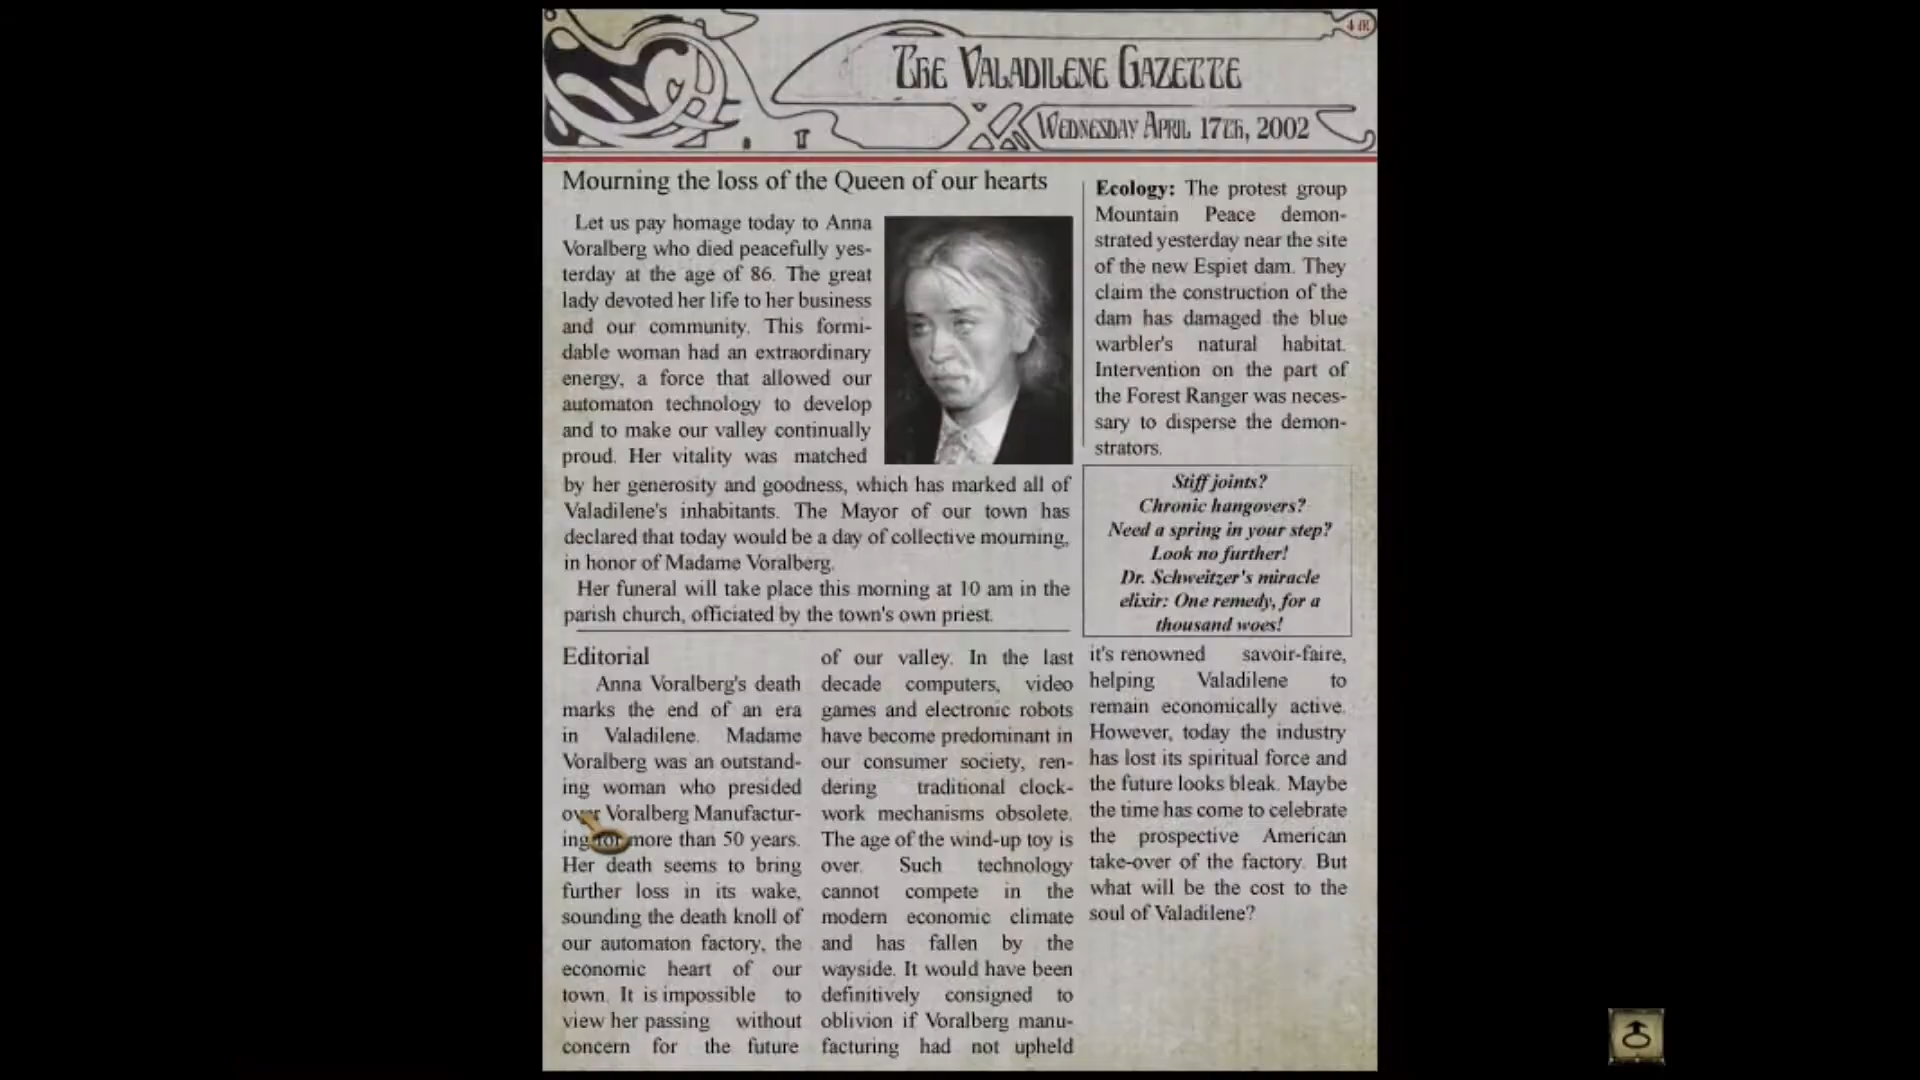 THE VALADILENE GAZETTE
WEDNESDAY APRIL 17TH, 2002
Mourning the loss of the Queen of our hearts
Let us pay homage today to Anna
Voralberg who died peacefully yes-
terday at the age of 86. The great
lady devoted her life to her business
and our community. This formi-
dable woman had an extraordinary
energy, a force that allowed our
automaton technology to develop
and to make our valley continually
proud. Her vitality was matched
by her generosity and goodness, which has marked all of
Valadilene's inhabitants. The Mayor of our town has
declared that today would be a day of collective mourning,
in honor of Madame Voralberg.
Her funeral will take place this morning at 10 am in the
parish church, officiated by the town's own priest.
Ecology: The protest group
Mountain Peace demon-
strated yesterday near the site
of the new Espiet dam. They
claim the construction of the
dam has damaged the blue
warbler's natural habitat.
Intervention on the part of
the Forest Ranger was neces-
sary to disperse the demon-
strators.
Stiff joints?
Chronic hangovers?
Need a spring in your step?
Look no further!
Dr. Schweitzer's miracle
elixir: One remedy, for a
thousand woes!
Editorial
Anna Voralberg's death
marks the end of an era
in Valadilene. Madame
Voralberg was an outstand-
ing woman who presided
over Voralberg Manufactur-
ing for more than 50 years.
Her death seems to bring
further loss in its wake,
sounding the death knoll of
our automaton factory, the
economic heart of our
town. It is impossible to
view her passing without
concern for the future
of our valley. In the last
decade computers, video
games and electronic robots
have become predominant in
our consumer society, ren-
dering traditional clock-
work mechanisms obsolete.
The age of the wind-up toy is
over. Such technology
cannot compete in the
modern economic climate
and has fallen by the
wayside. It would have been
definitively consigned to
oblivion if Voralberg manu-
facturing had not upheld
it's renowned savoir-faire,
helping Valadilene to
remain economically active.
However, today the industry
has lost its spiritual force and
the future looks bleak. Maybe
the time has come to celebrate
the prospective American
take-over of the factory. But
what will be the cost to the
soul of Valadilene?